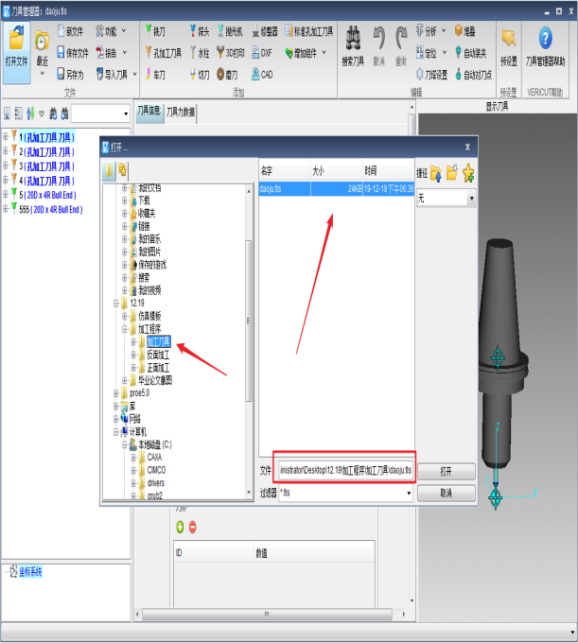 刀具管理器: daoju.tls
打开文件
最近
新文件
保存文件
另存为
功能
报告
导入刀具
文件
铣刀
孔加工刀具
车刀
探头
水柱
切刀
抛光机
3D打印
磨刀
DXF
CAD
标准孔加工刀具
增加组件
添加
搜索刀具
取消
重做
分析
定位
刀擦设置
堆叠
自动装夹
自动对刀点
编辑
预设置
预设置
刀具管理器帮助
VERICUT帮助
刀具信息
刀具力数据
显示刀具
1 (孔加工刀具 刀具)
2 (孔加工刀具 刀具)
3 (孔加工刀具 刀具)
4 (孔加工刀具 刀具)
5 (20D x 4R Bull End)
555 (20D x 4R Bull End)
打开 ...
我的文档
下载
收藏夹
链接
我的音乐
我的图片
保存的游戏
搜索
我的视频
12.19
仿真模板
加工程序
加工刀具
反面加工
正面加工
毕业论文截图
proe5.0
库
网络
计算机
本地磁盘 (C:)
CAXA
CIMCO
drivers
名字
大小
时间
daoju.tls
24KB
19-12-19 下午06:36
捷径
无
文件
inistrator\Desktop\12.19\加工程序\加工刀具\daoju.tls
打开
过滤器
*.tls
取消
ID
数值
坐标系统